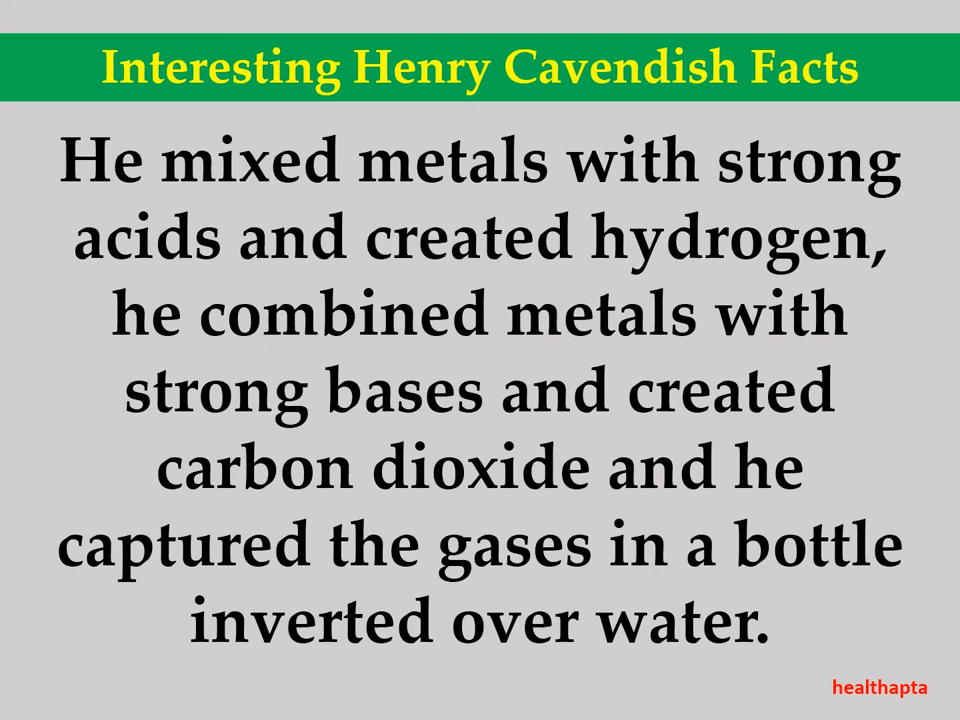 Interesting Henry Cavendish Facts
He mixed metals with strong
acids and created hydrogen,
he combined metals with
strong bases and created
carbon dioxide and he
captured the gases in a bottle
inverted over water.
healthapta